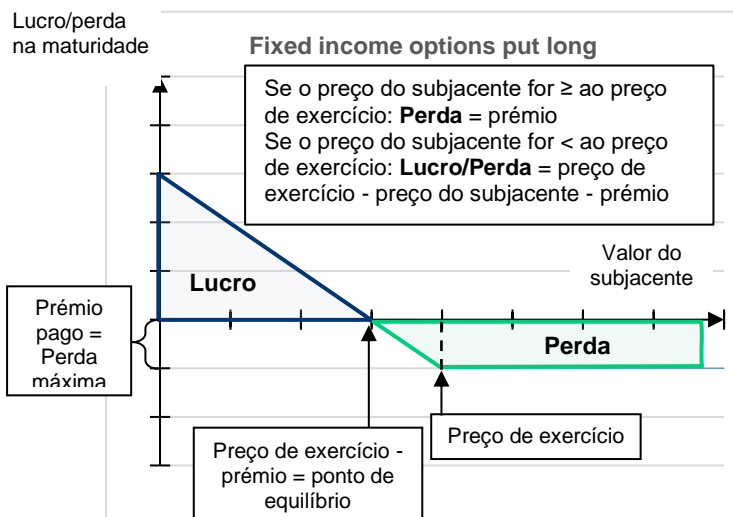 Lucro/perda
na maturidade
Fixed income options put long
Se o preço do subjacente for ≥ ao preço
de exercício: Perda = prémio
Se o preço do subjacente for < ao preço
de exercício: Lucro/Perda = preço de
exercício - preço do subjacente - prémio
Valor do
subjacente
Lucro
Prémio
pago =
Perda
máxima
Perda
Preço de exercício
Preço de exercício -
prémio = ponto de
equilíbrio